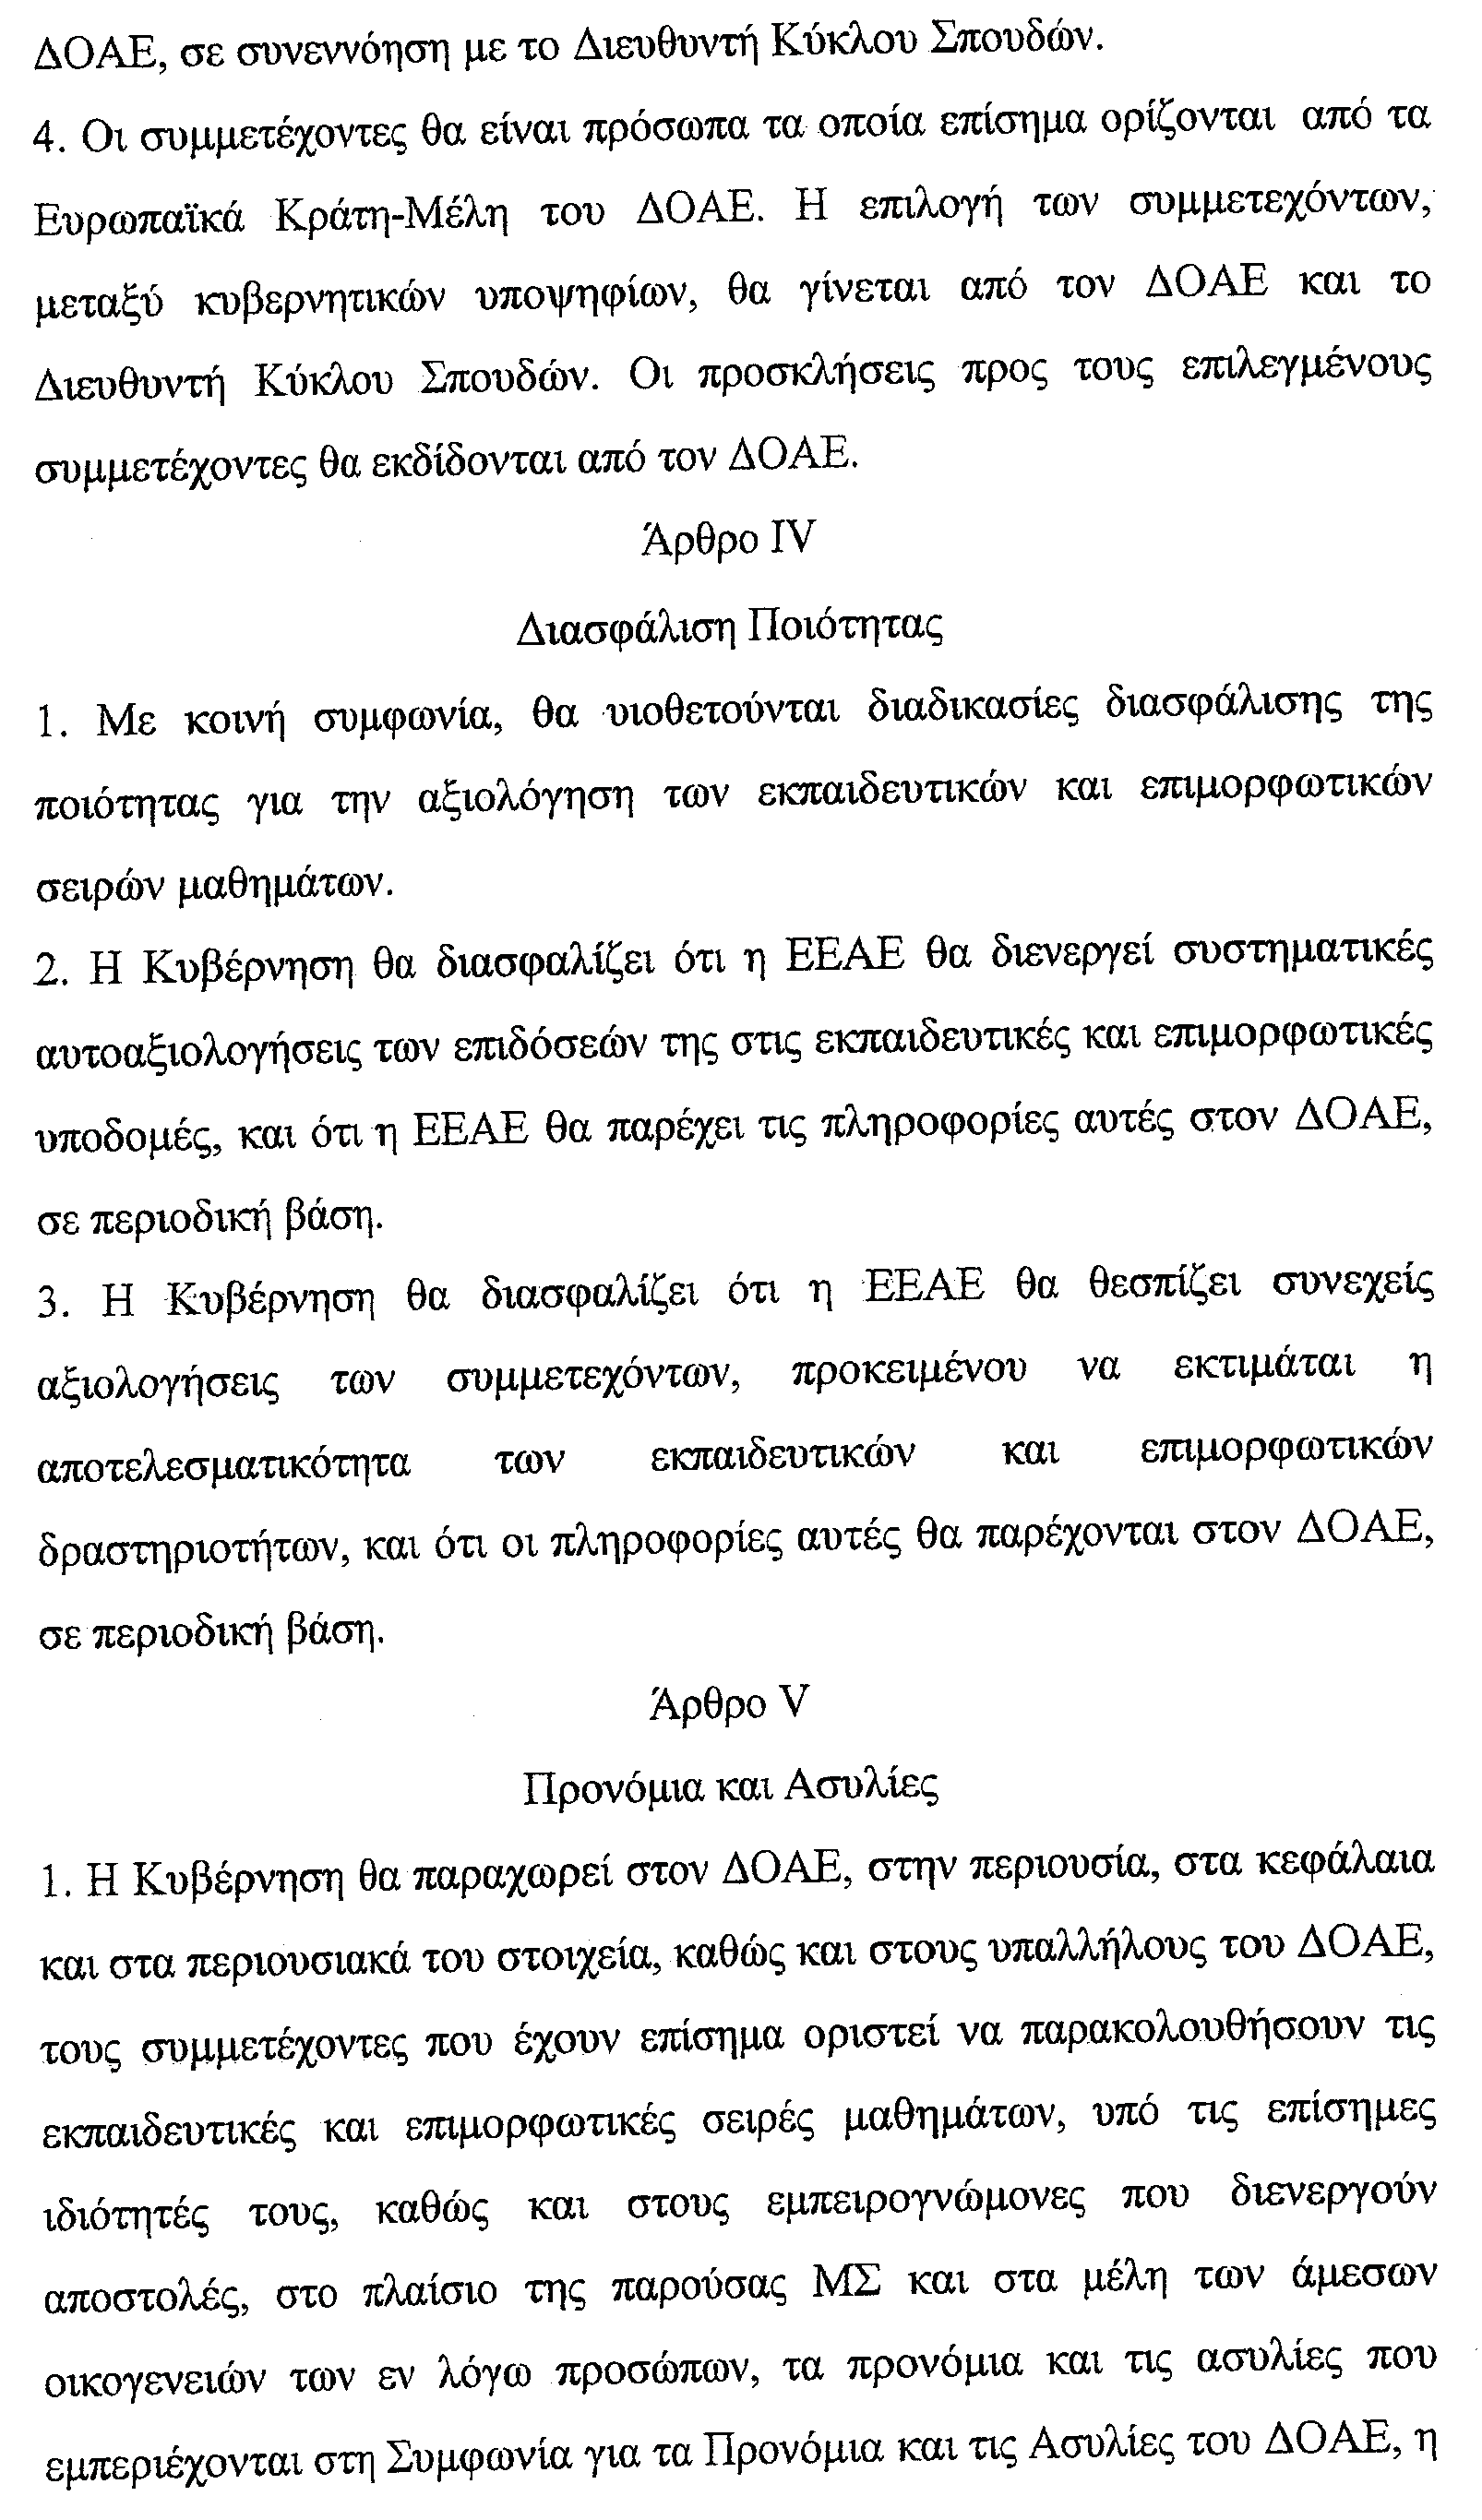 ΔΟΑΕ, σε συνεννόηση με το Διευθυντή Κύκλου Σπουδών.
4. Οι συμμετέχοντες θα είναι πρόσωπα τα οποία επίσημα ορίζονται από τα
Ευρωπαϊκά Κράτη-Μέλη του ΔΟΑΕ. Η επιλογή των συμμετεχόντων,
μεταξύ κυβερνητικών υποψηφίων, θα γίνεται από τον ΔΟΑΕ και το
Διευθυντή Κύκλου Σπουδών. Οι προσκλήσεις προς τους επιλεγμένους
συμμετέχοντες θα εκδίδονται από τον ΔΟΑΕ.
Άρθρο IV
Διασφάλιση Ποιότητας
1. Με κοινή συμφωνία, θα υιοθετούνται διαδικασίες διασφάλισης της
ποιότητας για την αξιολόγηση των εκπαιδευτικών και επιμορφωτικών
σειρών μαθημάτων.
2. Η Κυβέρνηση θα διασφαλίζει ότι η ΕΕΑΕ θα διενεργεί συστηματικές
αυτοαξιολογήσεις των επιδόσεών της στις εκπαιδευτικές και επιμορφωτικές
υποδομές, και ότι η ΕΕΑΕ θα παρέχει τις πληροφορίες αυτές στον ΔΟΑΕ,
σε περιοδική βάση.
3. Η Κυβέρνηση θα διασφαλίζει ότι η ΕΕΑΕ θα θεσπίζει συνεχείς
αξιολογήσεις των συμμετεχόντων, προκειμένου να εκτιμάται η
αποτελεσματικότητα των εκπαιδευτικών και επιμορφωτικών
δραστηριοτήτων, και ότι οι πληροφορίες αυτές θα παρέχονται στον ΔΟΑΕ,
σε περιοδική βάση.
Άρθρο V
Προνόμια και Ασυλίες
1. Η Κυβέρνηση θα παραχωρεί στον ΔΟΑΕ, στην περιουσία, στα κεφάλαια
και στα περιουσιακά του στοιχεία, καθώς και στους υπαλλήλους του ΔΟΑΕ,
τους συμμετέχοντες που έχουν επίσημα οριστεί να παρακολουθήσουν τις
εκπαιδευτικές και επιμορφωτικές σειρές μαθημάτων, υπό τις επίσημες
ιδιότητές τους, καθώς και στους εμπειρογνώμονες που διενεργούν
αποστολές, στο πλαίσιο της παρούσας ΜΣ και στα μέλη των άμεσων
οικογενειών των εν λόγω προσώπων, τα προνόμια και τις ασυλίες που
εμπεριέχονται στη Συμφωνία για τα Προνόμια και τις Ασυλίες του ΔΟΑΕ, η